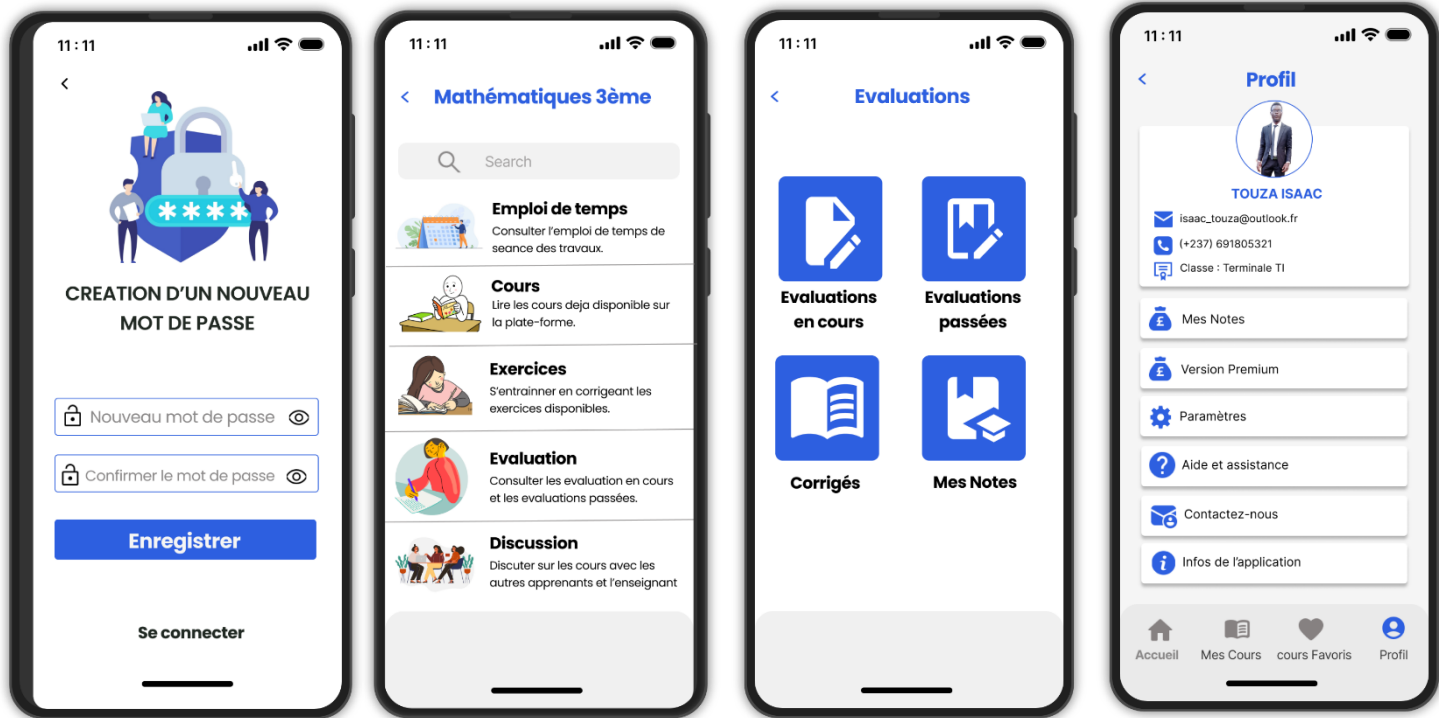 11:11
CREATION D'UN NOUVEAU
MOT DE PASSE
Nouveau mot de passe
Confirmer le mot de passe
Enregistrer
Se connecter
11:11
Mathématiques 3ème
Search
Emploi de temps
Consulter l'emploi de temps de
seance des travaux.
Cours
Lire les cours deja disponible sur
la plate-forme.
Exercices
S'entrainner en corrigeant les
exercices disponibles.
Evaluation
Consulter les evaluation en cours
et les evaluations passées.
Discussion
Discuter sur les cours avec les
autres apprenants et l'enseignant
11:11
Evaluations
Evaluations
en cours
Evaluations
passées
Corrigés
Mes Notes
11:11
Profil
TOUZA ISAAC
isaac_touza@outlook.fr
(+237) 691805321
Classe : Terminale TI
Mes Notes
Version Premium
Paramètres
Aide et assistance
Contactez-nous
Infos de l'application
Accueil
Mes Cours
cours Favoris
Profil